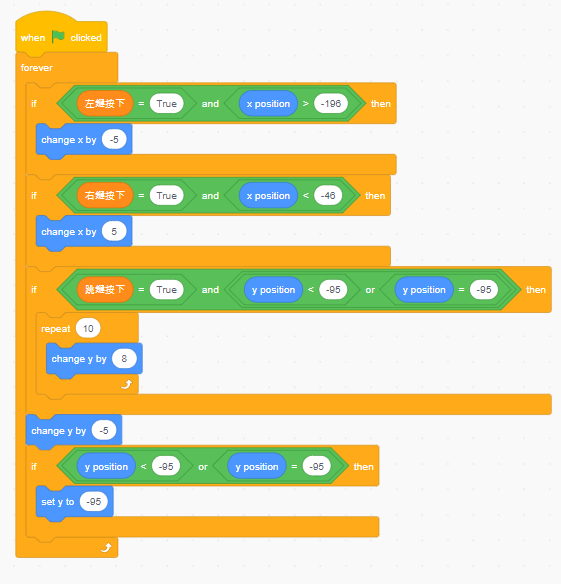 when clicked
forever
if 左鍵按下 = True and x position > -196 then
change x by -5
if 右鍵按下 = True and x position < -46 then
change x by 5
if 跳鍵按下 = True and y position < -95 or y position = -95 then
repeat 10
change y by 8
change y by -5
if y position < -95 or y position = -95 then
set y to -95